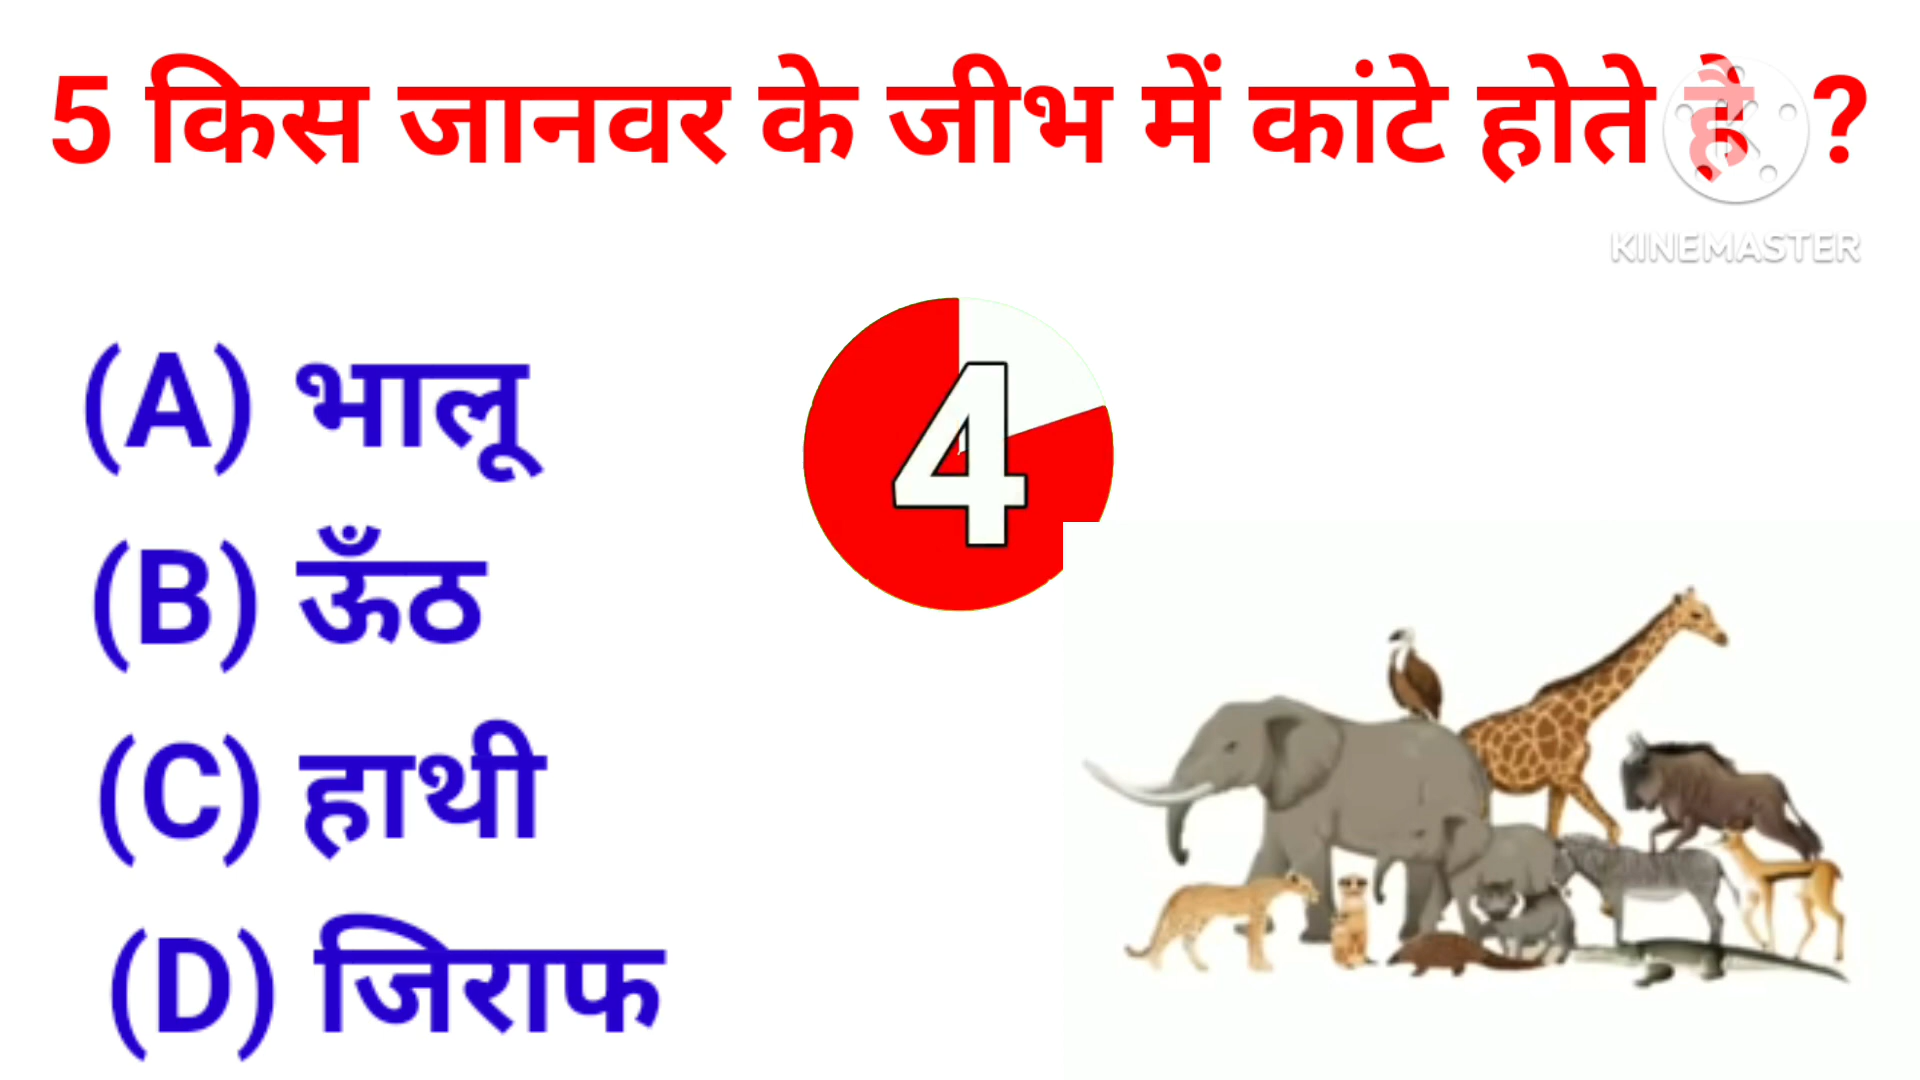 5 किस जानवर के जीभ में कांटे होते है ?
KINEMASTER
(A) भालू
4
(B) ऊँठ
(C) हाथी
(D) जिराफ